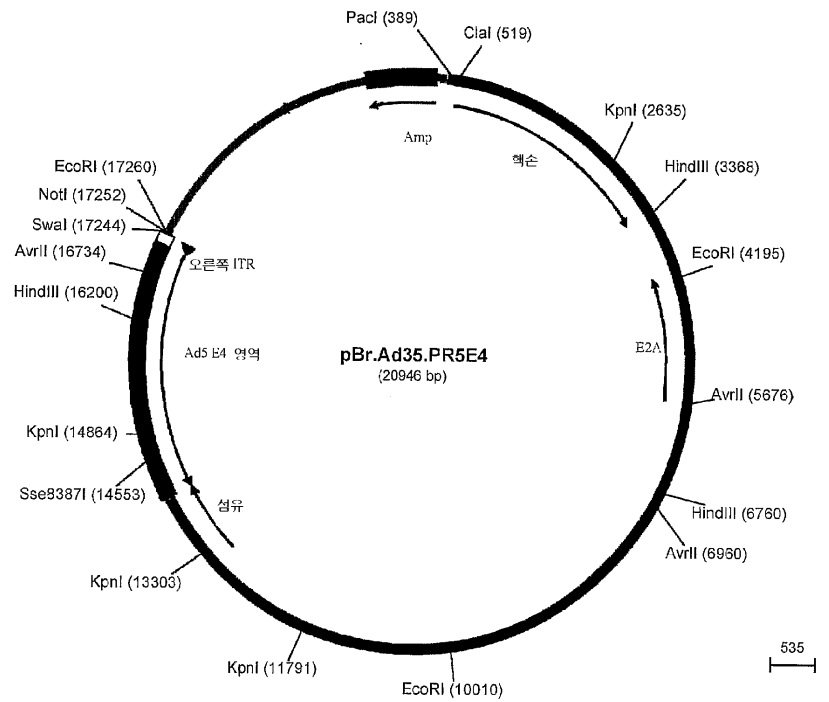 PacI (389)
ClaI (519)
KpnI (2635)
HindIII (3368)
EcoRI (4195)
AvrII (5676)
HindIII (6760)
AvrII (6960)
EcoRI (10010)
KpnI (11791)
KpnI (13303)
Sse8387I (14553)
KpnI (14864)
HindIII (16200)
AvrII (16734)
SwaI (17244)
NotI (17252)
EcoRI (17260)
Amp
핵손
E2A
오른쪽 ITR
Ad5 E4 영역
섬유
pBr.Ad35.PR5E4
(20946 bp)
535